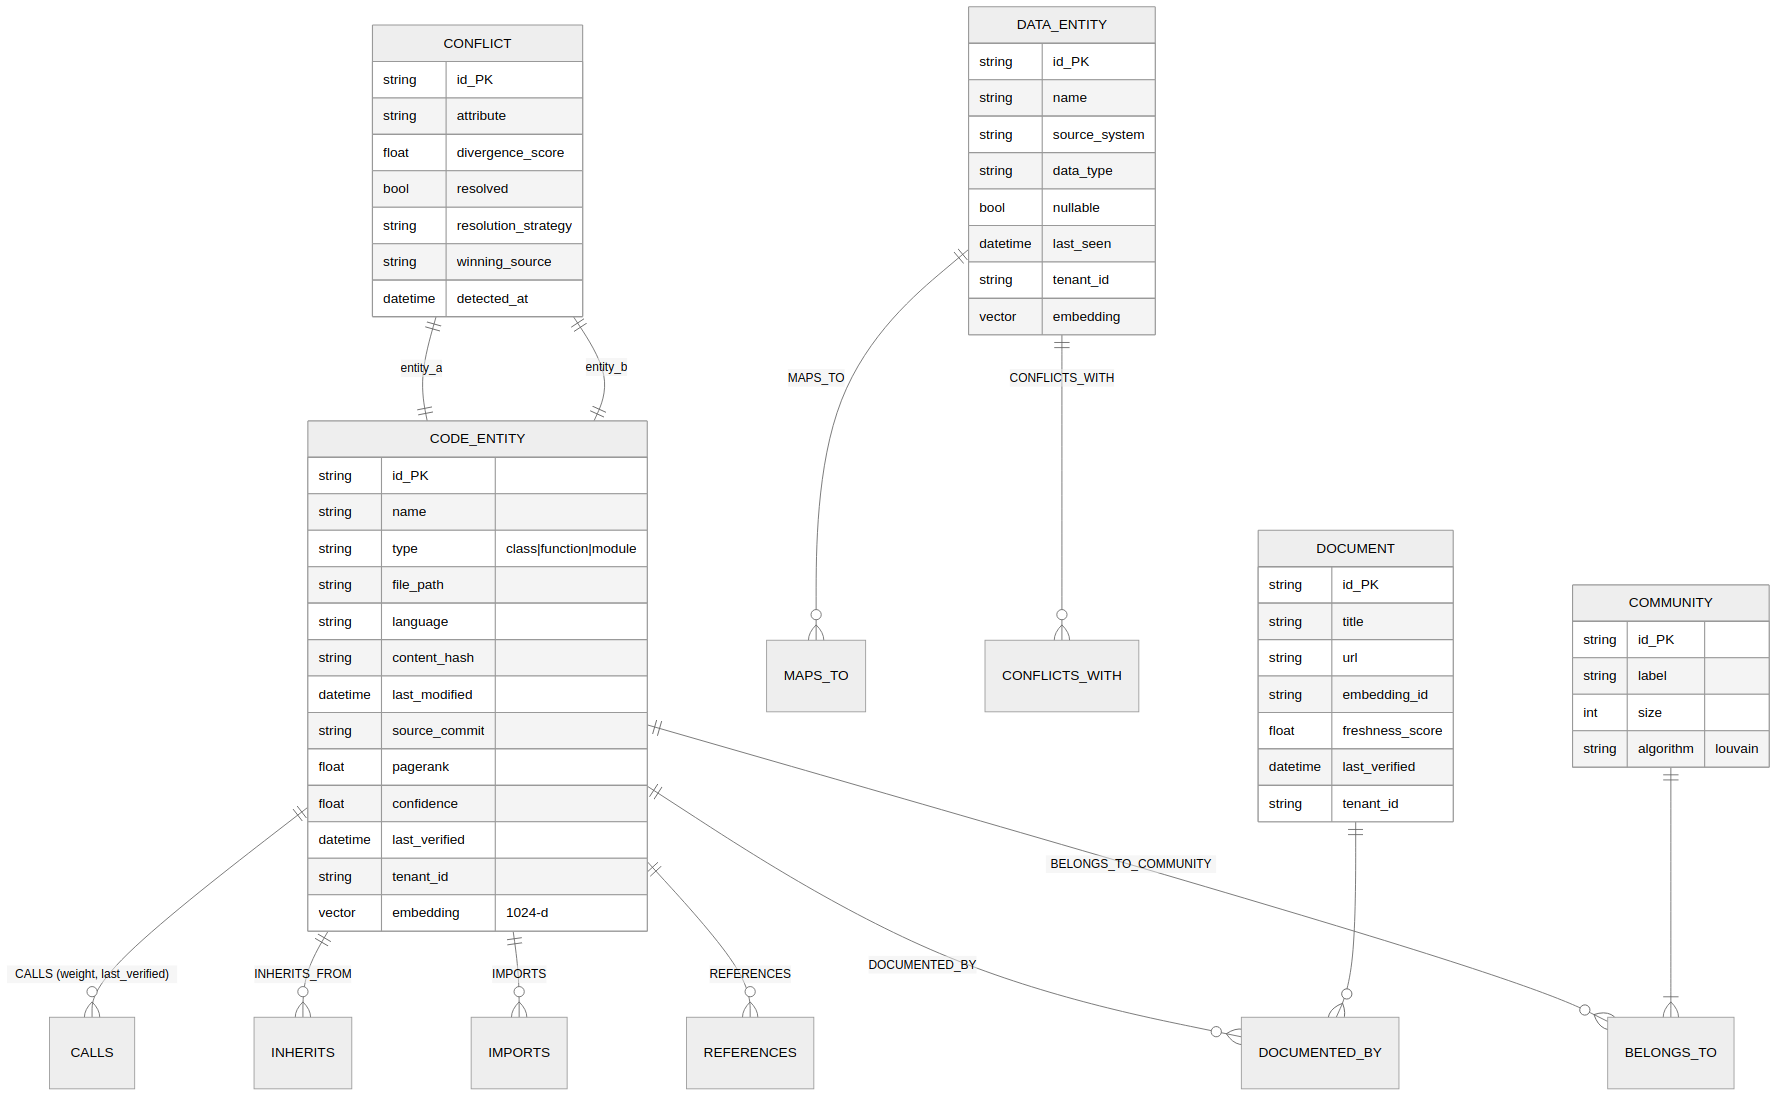 CONFLICT
string id_PK
string attribute
float divergence_score
bool resolved
string resolution_strategy
string winning_source
datetime detected_at
DATA_ENTITY
string id_PK
string name
string source_system
string data_type
bool nullable
datetime last_seen
string tenant_id
vector embedding
entity_a
entity_b
MAPS_TO
CONFLICTS_WITH
CODE_ENTITY
string id_PK
string name
string type class|function|module
string file_path
string language
string content_hash
datetime last_modified
string source_commit
float pagerank
float confidence
datetime last_verified
string tenant_id
vector embedding 1024-d
MAPS_TO
CONFLICTS_WITH
DOCUMENT
string id_PK
string title
string url
string embedding_id
float freshness_score
datetime last_verified
string tenant_id
COMMUNITY
string id_PK
string label
int size
string algorithm louvain
BELONGS_TO_COMMUNITY
DOCUMENTED_BY
CALLS (weight, last_verified)
INHERITS_FROM
IMPORTS
REFERENCES
CALLS
INHERITS
IMPORTS
REFERENCES
DOCUMENTED_BY
BELONGS_TO